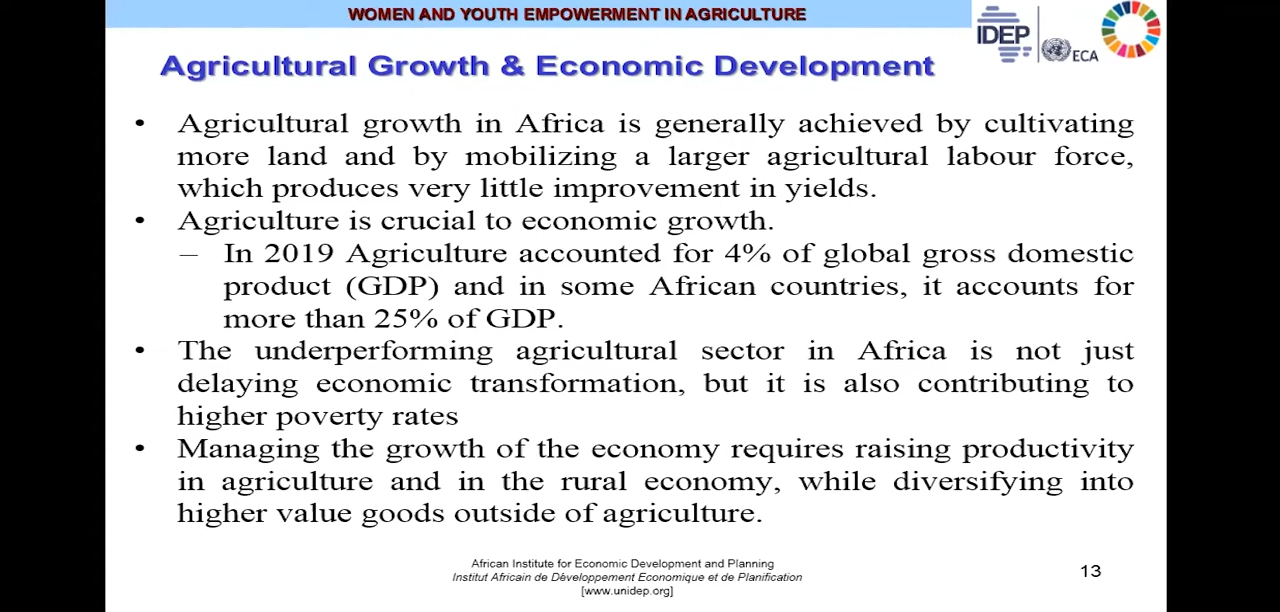 WOMEN AND YOUTH EMPOWERMENT IN AGRICULTURE
IDEP
ECA
Agricultural Growth & Economic Development
• Agricultural growth in Africa is generally achieved by cultivating
more land and by mobilizing a larger agricultural labour force,
which produces very little improvement in yields.
• Agriculture is crucial to economic growth.
– In 2019 Agriculture accounted for 4% of global gross domestic
product (GDP) and in some African countries, it accounts for
more than 25% of GDP.
• The underperforming agricultural sector in Africa is not just
delaying economic transformation, but it is also contributing to
higher poverty rates
• Managing the growth of the economy requires raising productivity
in agriculture and in the rural economy, while diversifying into
higher value goods outside of agriculture.
African Institute for Economic Development and Planning
Institut Africain de Développement Economique et de Planification
[www.unidep.org]
13